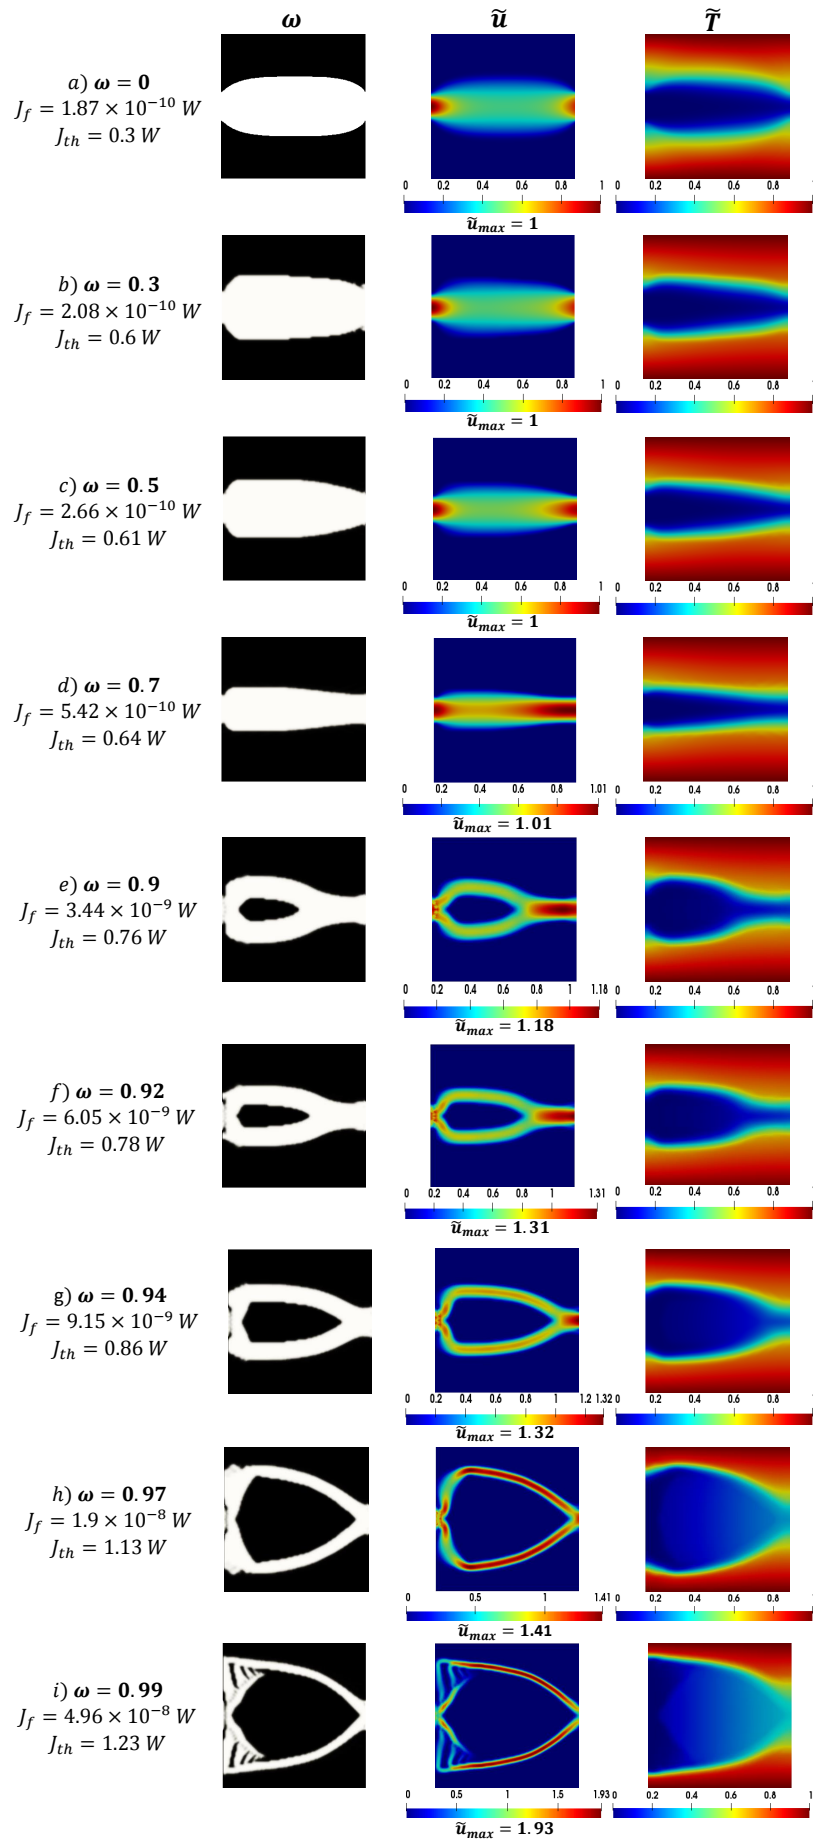 ω ũ T̃
a) ω = 0
J_f = 1.87 × 10⁻¹⁰ W
J_th = 0.3 W
0 0.2 0.4 0.6 0.8 1 0 0.2 0.4 0.6 0.8 1
ũ_max = 1
b) ω = 0.3
J_f = 2.08 × 10⁻¹⁰ W
J_th = 0.6 W
0 0.2 0.4 0.6 0.8 1 0 0.2 0.4 0.6 0.8 1
ũ_max = 1
c) ω = 0.5
J_f = 2.66 × 10⁻¹⁰ W
J_th = 0.61 W
0 0.2 0.4 0.6 0.8 1 0 0.2 0.4 0.6 0.8 1
ũ_max = 1
d) ω = 0.7
J_f = 5.42 × 10⁻¹⁰ W
J_th = 0.64 W
0 0.2 0.4 0.6 0.8 1.01 0 0.2 0.4 0.6 0.8 1
ũ_max = 1.01
e) ω = 0.9
J_f = 3.44 × 10⁻⁹ W
J_th = 0.76 W
0 0.2 0.4 0.6 0.8 1 1.18 0 0.2 0.4 0.6 0.8 1
ũ_max = 1.18
f) ω = 0.92
J_f = 6.05 × 10⁻⁹ W
J_th = 0.78 W
0 0.2 0.4 0.6 0.8 1 1.31 0 0.2 0.4 0.6 0.8 1
ũ_max = 1.31
g) ω = 0.94
J_f = 9.15 × 10⁻⁹ W
J_th = 0.86 W
0 0.2 0.4 0.6 0.8 1 1.2 1.32 0 0.2 0.4 0.6 0.8 1
ũ_max = 1.32
h) ω = 0.97
J_f = 1.9 × 10⁻⁸ W
J_th = 1.13 W
0 0.5 1 1.41 0 0.2 0.4 0.6 0.8 1
ũ_max = 1.41
i) ω = 0.99
J_f = 4.96 × 10⁻⁸ W
J_th = 1.23 W
0 0.5 1 1.5 1.93 0 0.2 0.4 0.6 0.8 1
ũ_max = 1.93